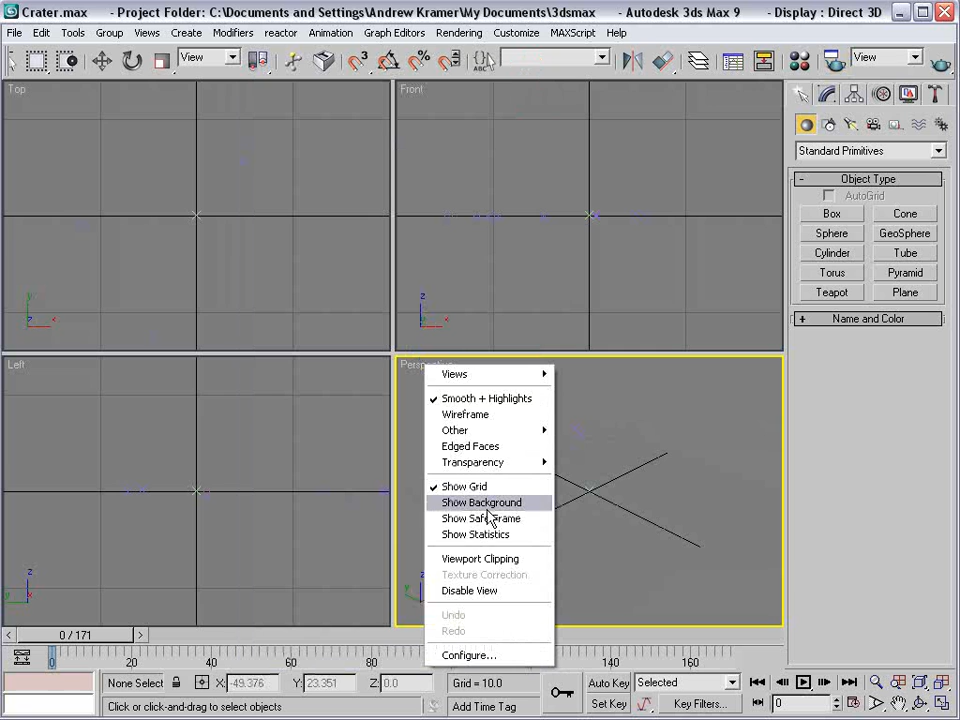 Crater.max - Project Folder: C:\Documents and Settings\Andrew Kramer\My Documents\3dsmax - Autodesk 3ds Max 9 - Display : Direct 3D
File Edit Tools Group Views Create Modifiers reactor Animation Graph Editors Rendering Customize MAXScript Help
View View
Top Front
Standard Primitives
Object Type
AutoGrid
Box Cone
Sphere GeoSphere
Cylinder Tube
Torus Pyramid
Teapot Plane
Name and Color
y
z x
z
x
Left
Views
Smooth + Highlights
Wireframe
Other
Edged Faces
Transparency
Show Grid
Show Background
Show Safe Frame
Show Statistics
Viewport Clipping
Texture Correction
Disable View
Undo
Redo
Configure...
z
y x
z
y
0 / 171
0 20 40 60 80 140 160
None Select X: -49.376 Y: 23.351 Z: 0.0 Grid = 10.0 Auto Key Selected
Click or click-and-drag to select objects Add Time Tag Set Key Key Filters... 0